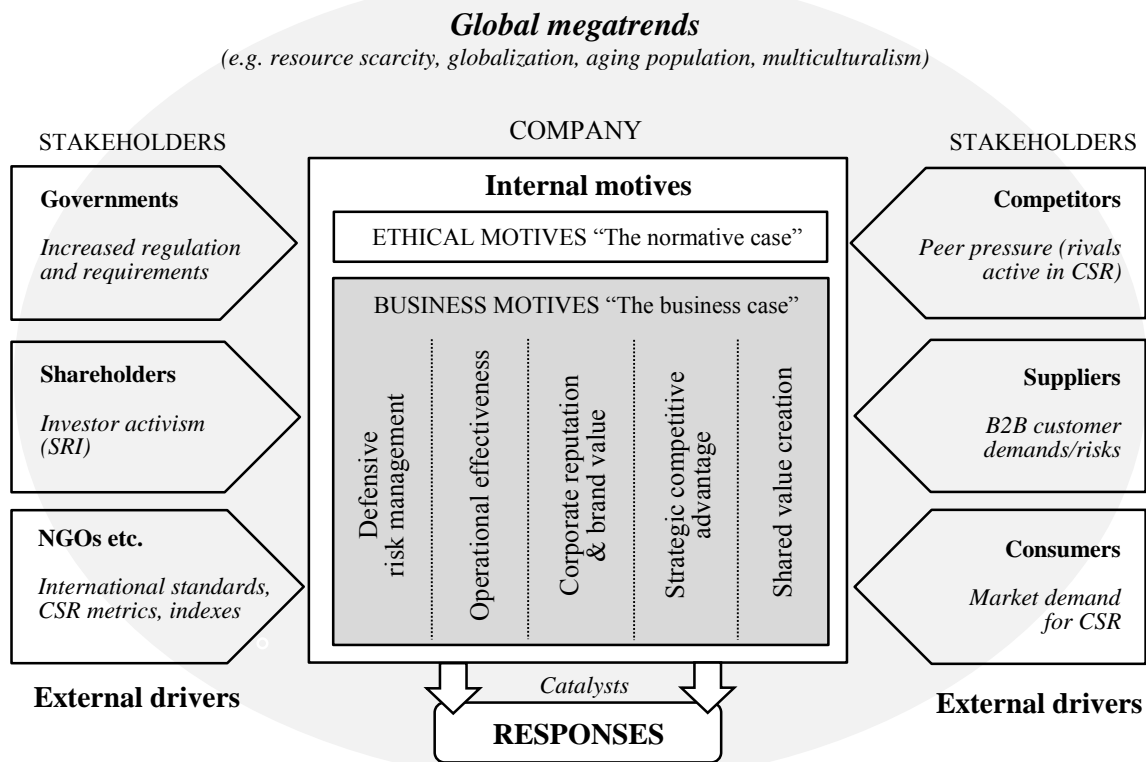 Global megatrends
(e.g. resource scarcity, globalization, aging population, multiculturalism)
STAKEHOLDERS
COMPANY
STAKEHOLDERS
Governments
Increased regulation
and requirements
Shareholders
Investor activism
(SRI)
NGOs etc.
International standards,
CSR metrics, indexes
External drivers
Internal motives
ETHICAL MOTIVES “The normative case”
BUSINESS MOTIVES “The business case”
Defensive
risk management
Operational effectiveness
Corporate reputation
& brand value
Strategic competitive
advantage
Shared value creation
Competitors
Peer pressure (rivals
active in CSR)
Suppliers
B2B customer
demands/risks
Consumers
Market demand
for CSR
External drivers
Catalysts
RESPONSES